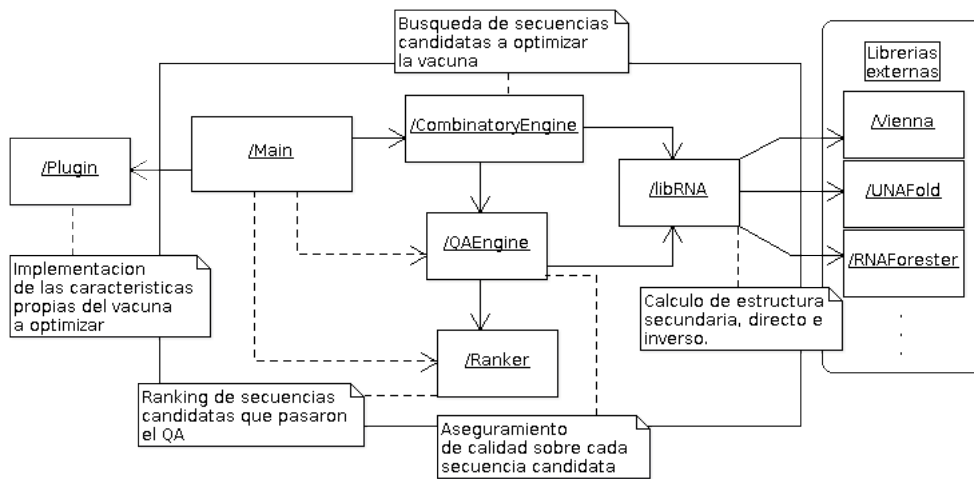 Busqueda de secuencias
candidatas a optimizar
la vacuna
Librerias
externas
/Plugin
/Main
/CombinatoryEngine
/libRNA
/Vienna
/UNAFold
/RNAForester
.
.
.
/QAEngine
/Ranker
Implementacion
de las caracteristicas
propias del vacuna
a optimizar
Calculo de estructura
secundaria, directo e
inverso.
Ranking de secuencias
candidatas que pasaron
el QA
Aseguramiento
de calidad sobre cada
secuencia candidata